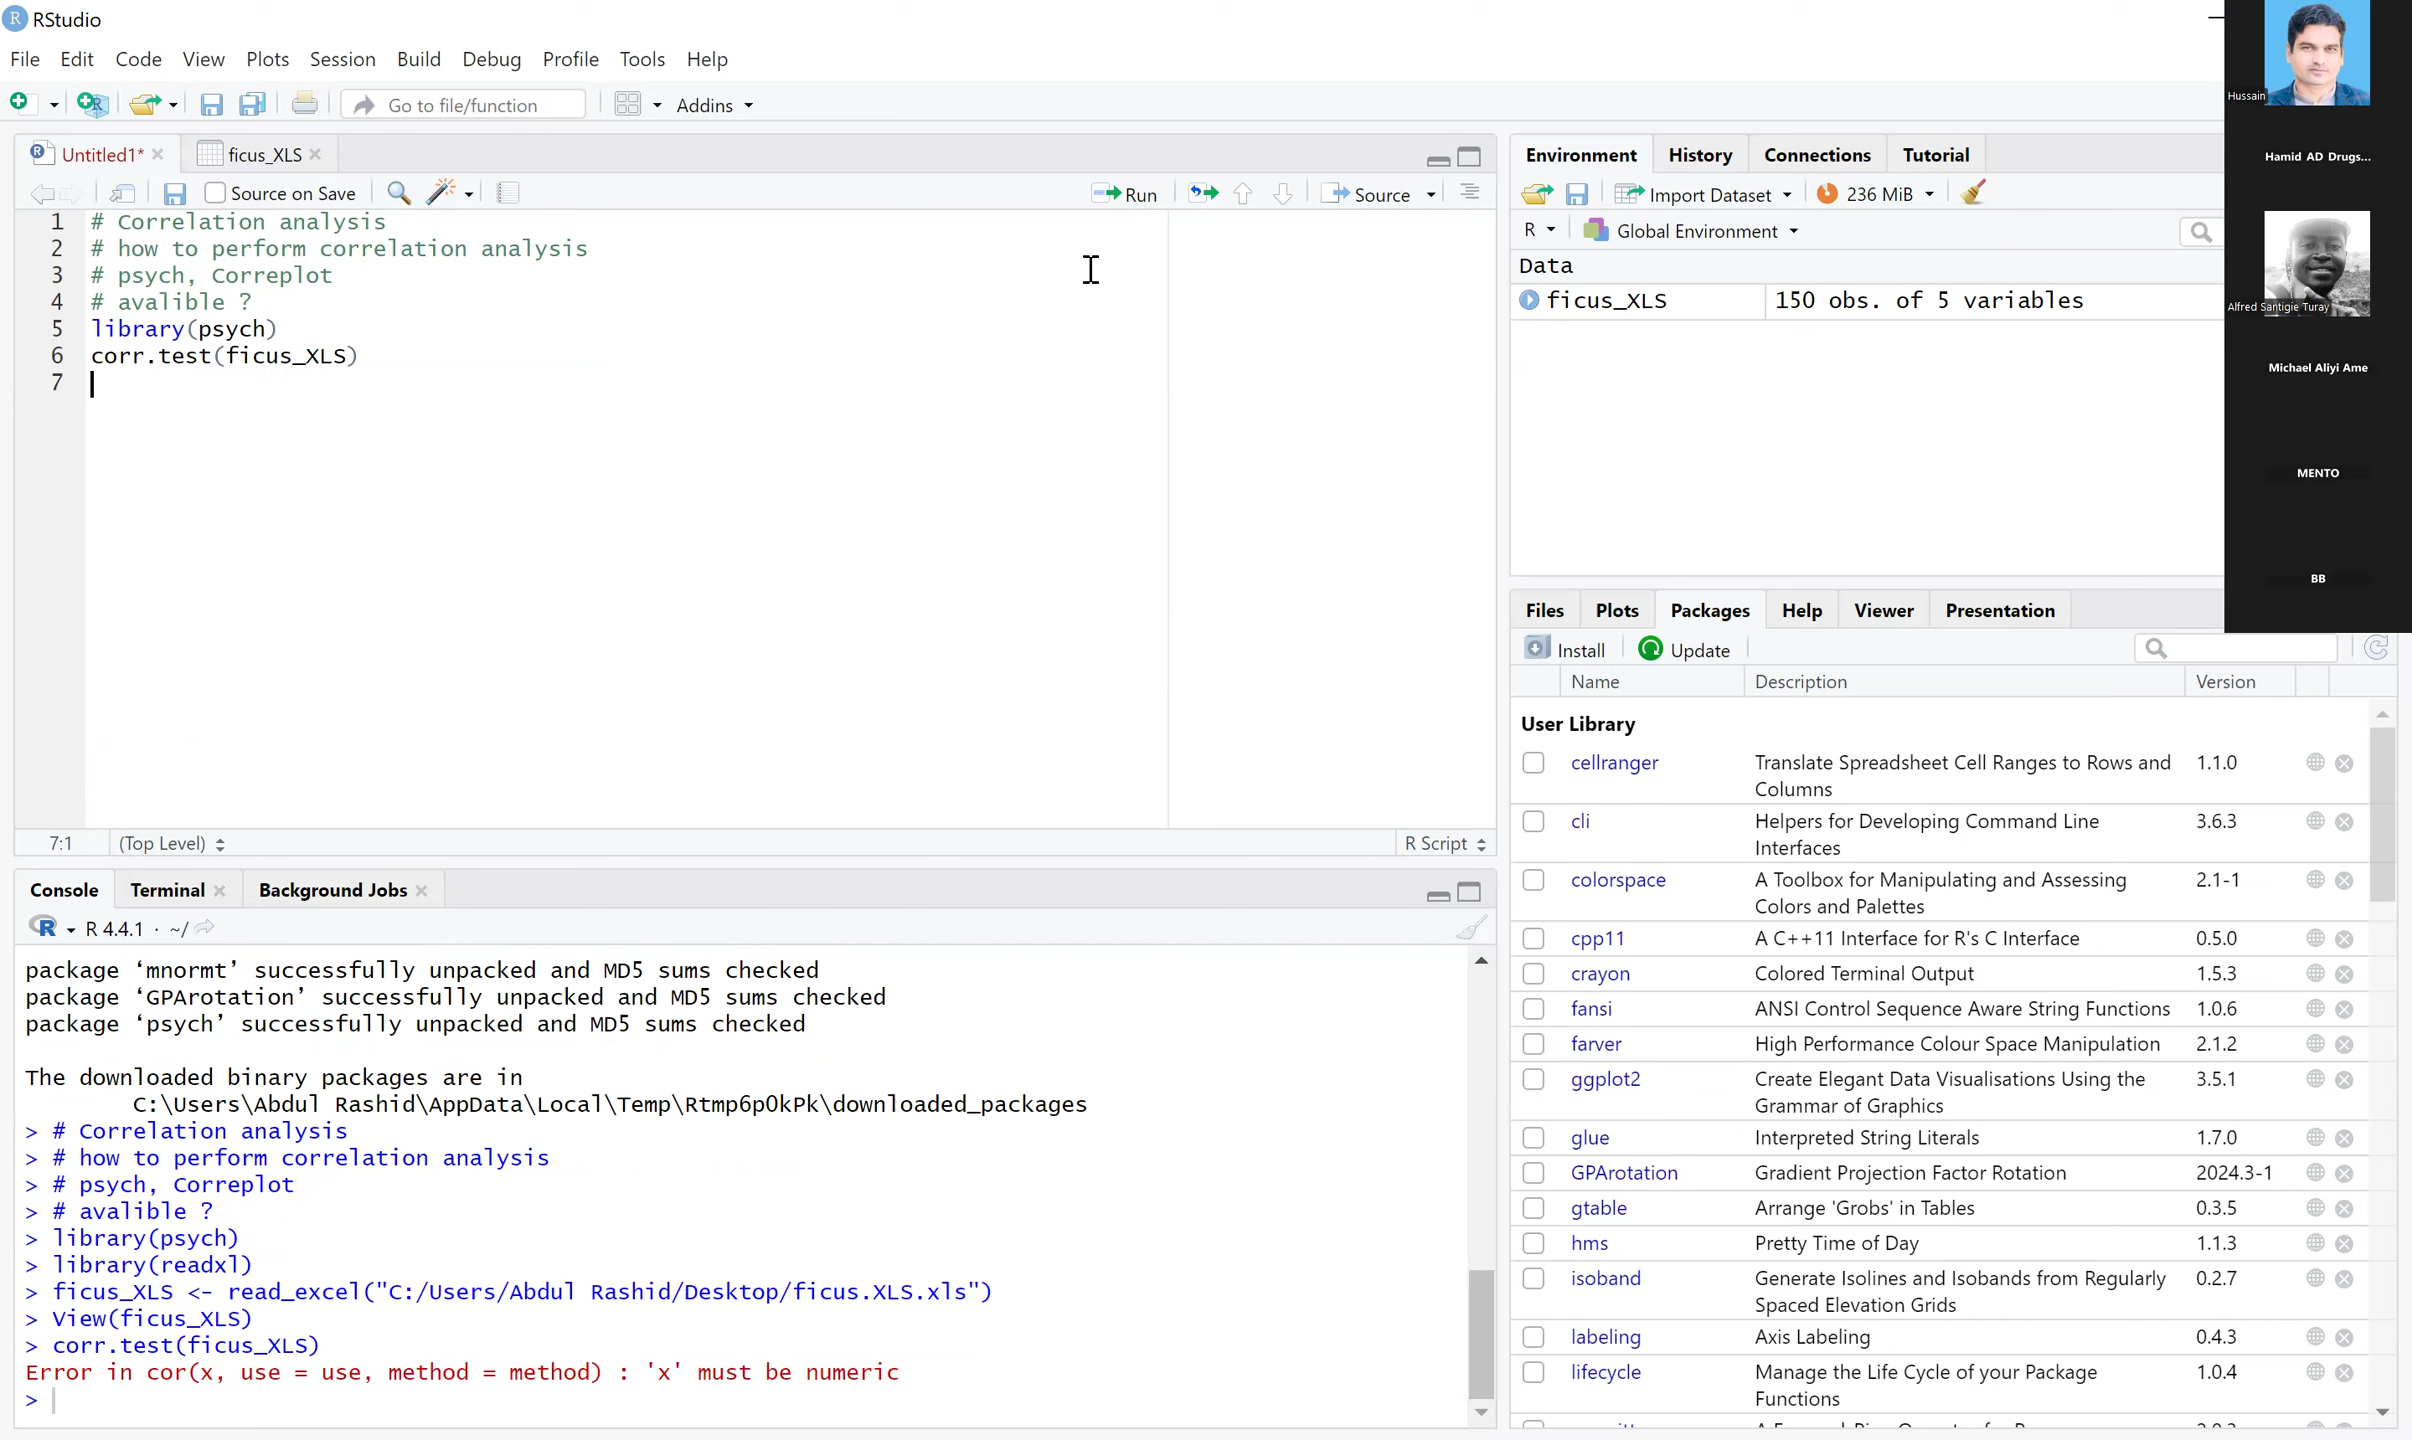 RStudio
File Edit Code View Plots Session Build Debug Profile Tools Help
Go to file/function Addins
Untitled1* ficus_XLS
Source on Save Run Source
1 # Correlation analysis
2 # how to perform correlation analysis
3 # psych, Correplot
4 # avalible ?
5 library(psych)
6 corr.test(ficus_XLS)
7
7:1 (Top Level) R Script
Console Terminal Background Jobs
R 4.4.1 · ~/
package ‘mnormt’ successfully unpacked and MD5 sums checked
package ‘GPArotation’ successfully unpacked and MD5 sums checked
package ‘psych’ successfully unpacked and MD5 sums checked
The downloaded binary packages are in
C:\Users\Abdul Rashid\AppData\Local\Temp\Rtmp6pOkPk\downloaded_packages
> # Correlation analysis
> # how to perform correlation analysis
> # psych, Correplot
> # avalible ?
> library(psych)
> library(readxl)
> ficus_XLS <- read_excel("C:/Users/Abdul Rashid/Desktop/ficus.XLS.xls")
> View(ficus_XLS)
> corr.test(ficus_XLS)
Error in cor(x, use = use, method = method) : 'x' must be numeric
>
Environment History Connections Tutorial
Import Dataset 236 MiB
R Global Environment
Data
ficus_XLS 150 obs. of 5 variables
Files Plots Packages Help Viewer Presentation
Install Update
Name Description Version
User Library
cellranger Translate Spreadsheet Cell Ranges to Rows and 1.1.0
Columns
cli Helpers for Developing Command Line 3.6.3
Interfaces
colorspace A Toolbox for Manipulating and Assessing 2.1-1
Colors and Palettes
cpp11 A C++11 Interface for R's C Interface 0.5.0
crayon Colored Terminal Output 1.5.3
fansi ANSI Control Sequence Aware String Functions 1.0.6
farver High Performance Colour Space Manipulation 2.1.2
ggplot2 Create Elegant Data Visualisations Using the 3.5.1
Grammar of Graphics
glue Interpreted String Literals 1.7.0
GPArotation Gradient Projection Factor Rotation 2024.3-1
gtable Arrange 'Grobs' in Tables 0.3.5
hms Pretty Time of Day 1.1.3
isoband Generate Isolines and Isobands from Regularly 0.2.7
Spaced Elevation Grids
labeling Axis Labeling 0.4.3
lifecycle Manage the Life Cycle of your Package 1.0.4
Functions
Hussain
Hamid AD Drugs...
Alfred Santigie Turay
Michael Aliyi Ame
MENTO
BB